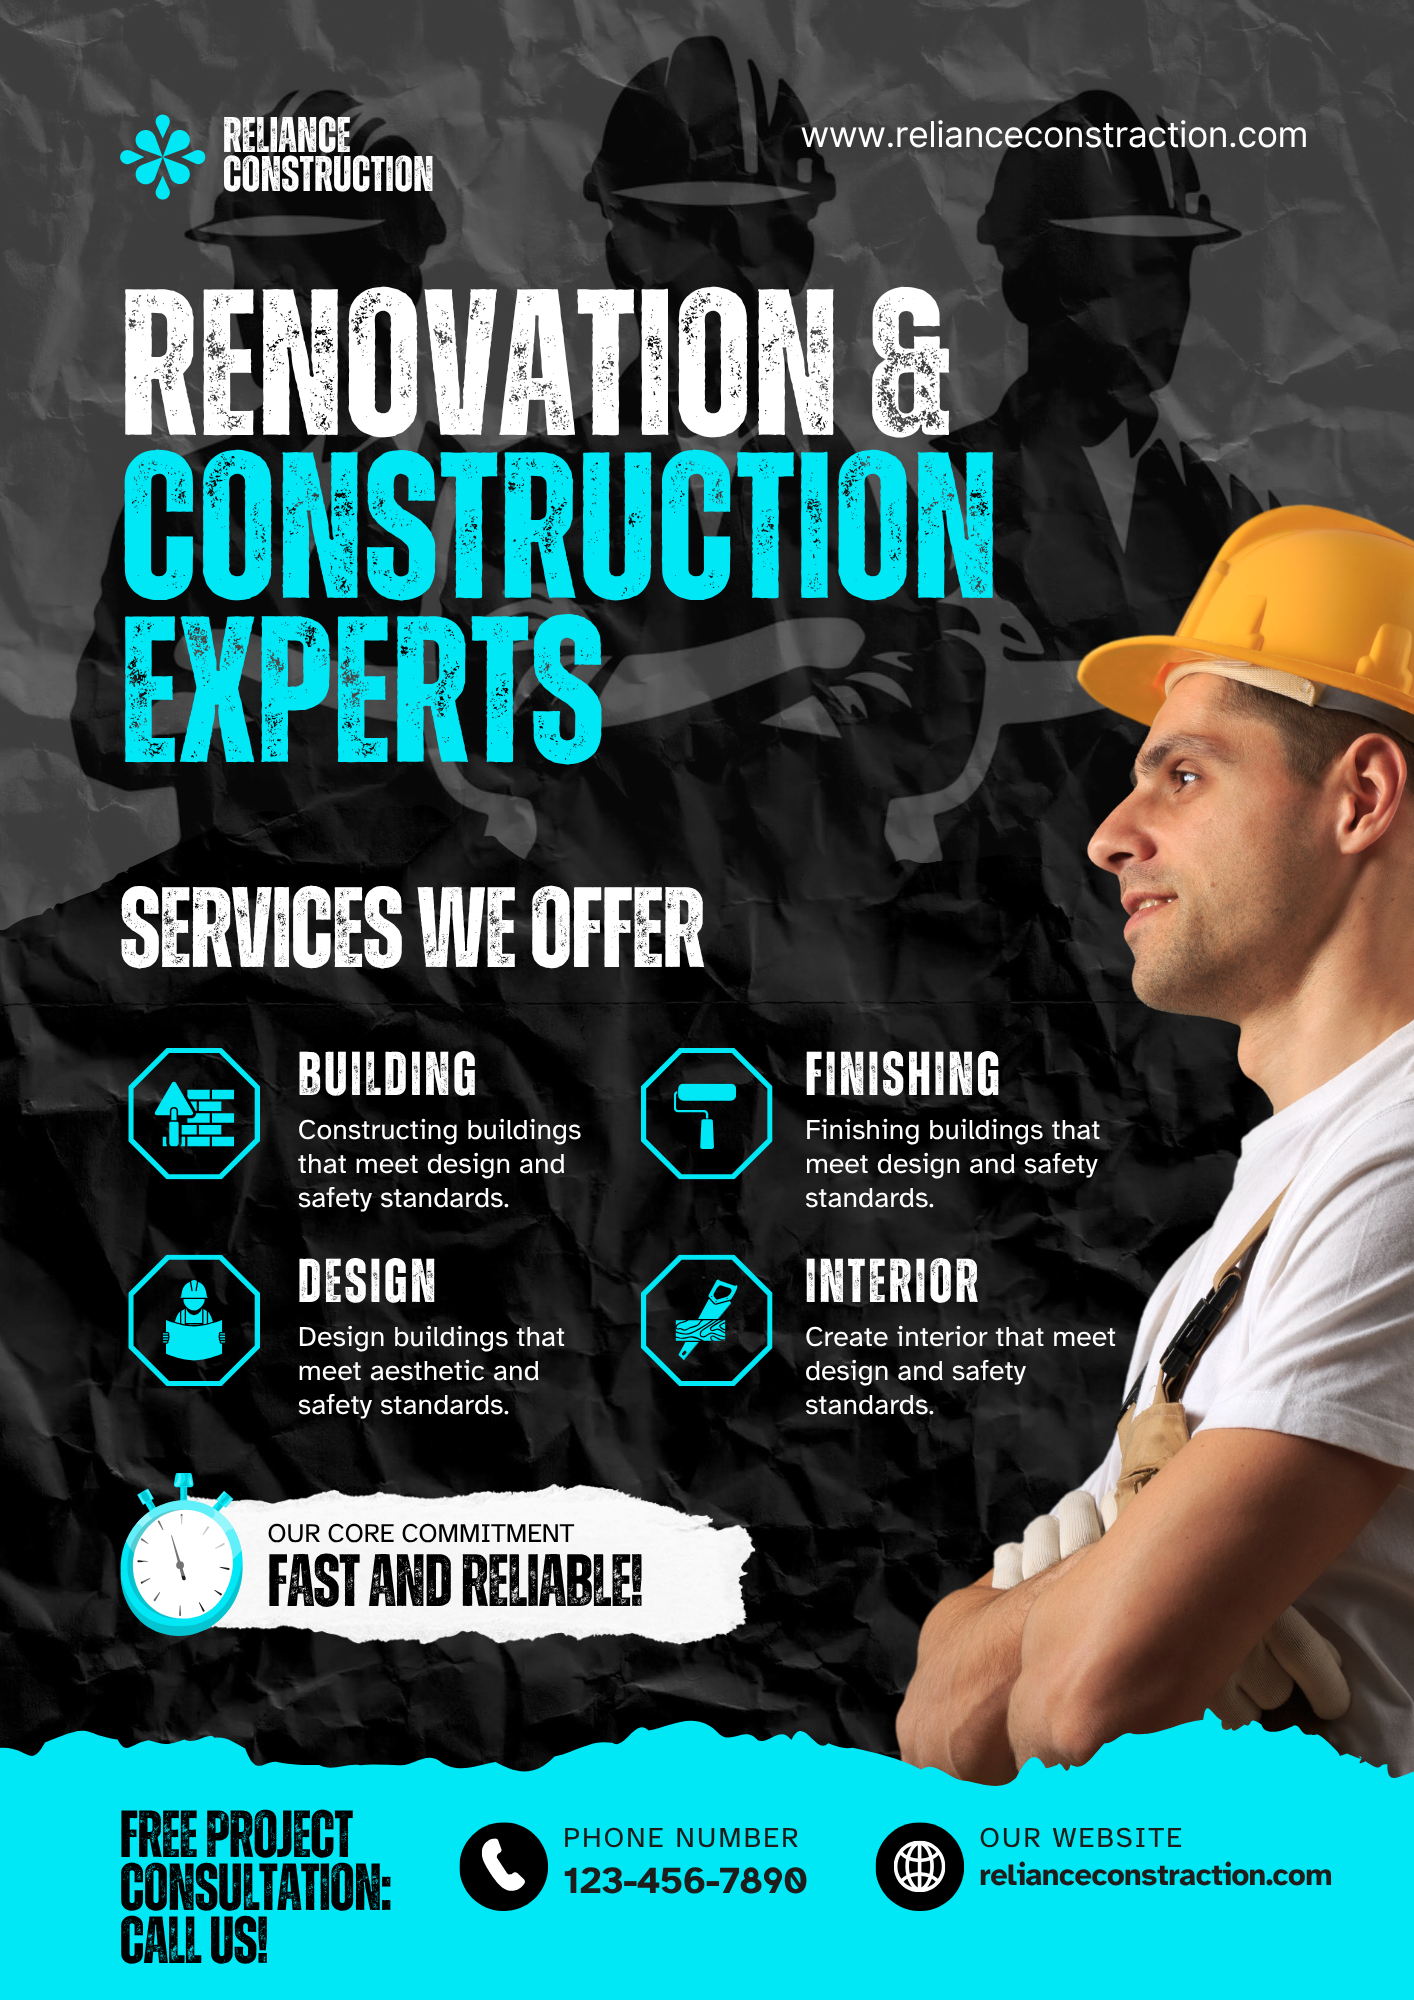 RELIANCE
CONSTRUCTION
www.relianceconstraction.com
RENOVATION &
CONSTRUCTION
EXPERTS
SERVICES WE OFFER
BUILDING
Constructing buildings
that meet design and
safety standards.
FINISHING
Finishing buildings that
meet design and safety
standards.
DESIGN
Design buildings that
meet aesthetic and
safety standards.
INTERIOR
Create interior that meet
design and safety
standards.
OUR CORE COMMITMENT
FAST AND RELIABLE!
FREE PROJECT
CONSULTATION:
CALL US!
PHONE NUMBER
123-456-7890
OUR WEBSITE
relianceconstraction.com